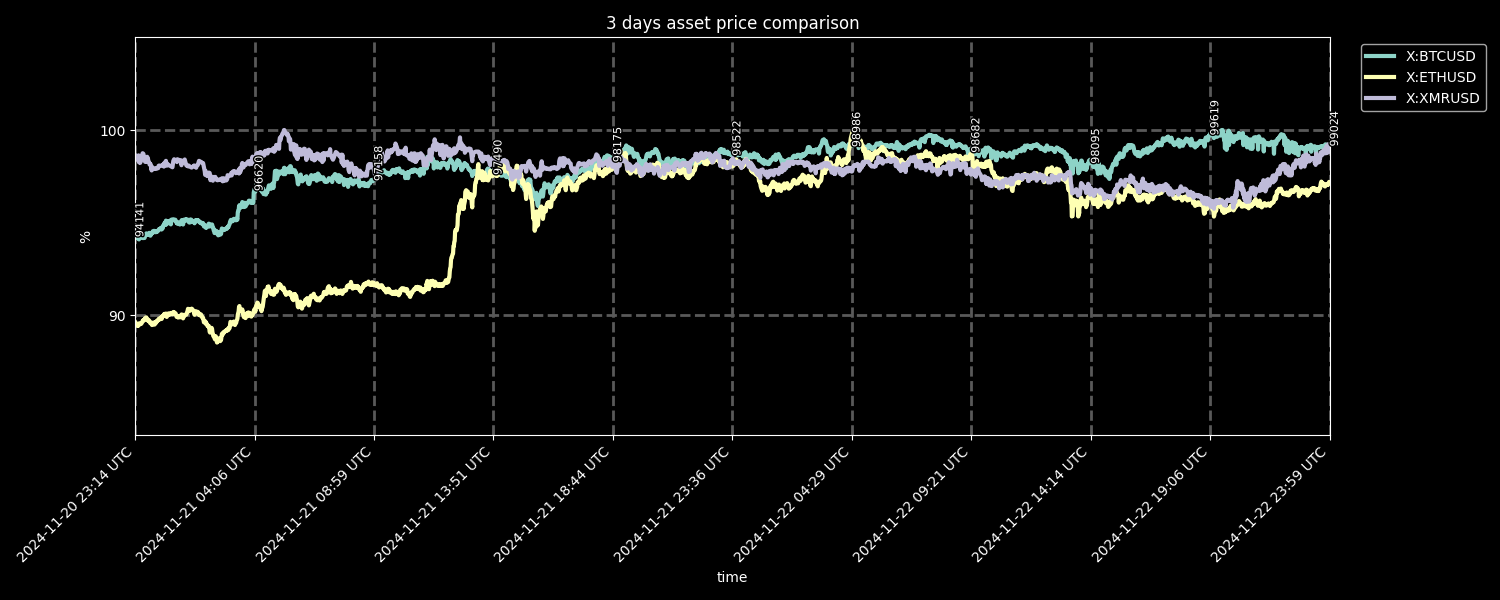 3 days asset price comparison
X:BTCUSD
X:ETHUSD
X:XMRUSD
100
90
%
94141
96620
97458
97490
98175
98522
98986
98682
98095
99619
99024
2024-11-20 23:14 UTC
2024-11-21 04:06 UTC
2024-11-21 08:59 UTC
2024-11-21 13:51 UTC
2024-11-21 18:44 UTC
2024-11-21 23:36 UTC
2024-11-22 04:29 UTC
2024-11-22 09:21 UTC
2024-11-22 14:14 UTC
2024-11-22 19:06 UTC
2024-11-22 23:59 UTC
time